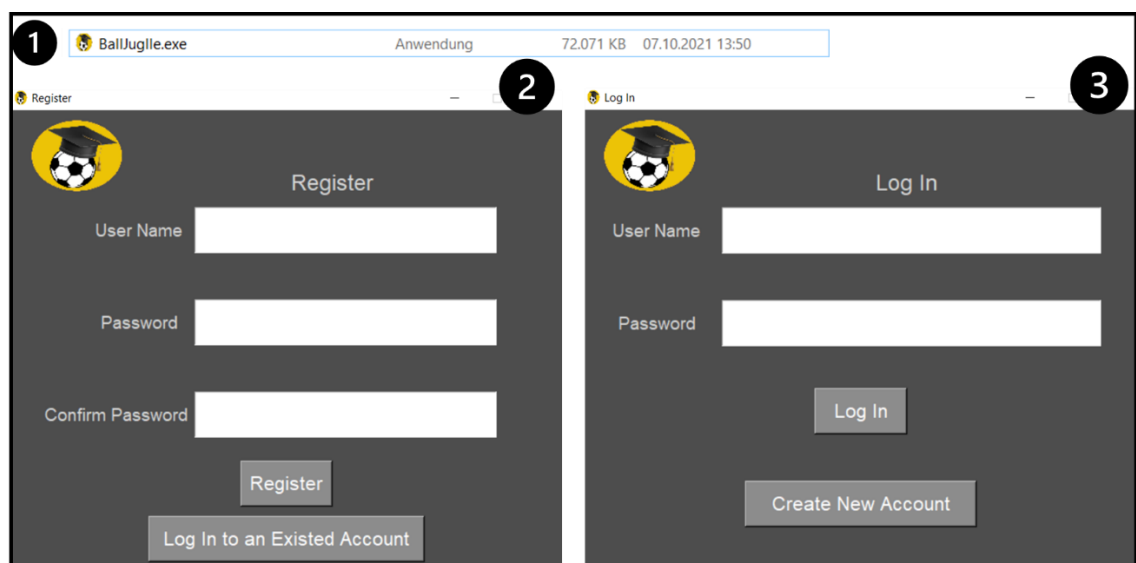 1
BallJuglle.exe Anwendung 72.071 KB 07.10.2021 13:50
2
Register
Register
User Name
Password
Confirm Password
Register
Log In to an Existed Account
3
Log In
Log In
User Name
Password
Log In
Create New Account